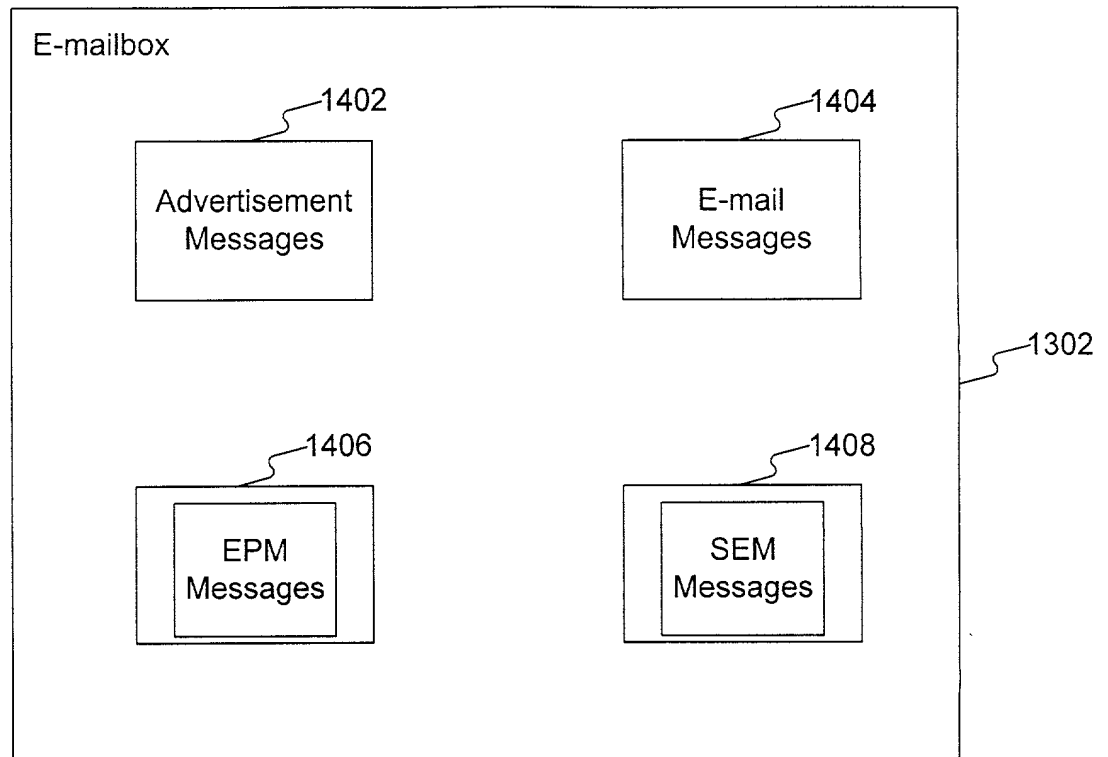 E-mailbox
1402
1404
Advertisement
Messages
E-mail
Messages
1302
1406
1408
EPM
Messages
SEM
Messages